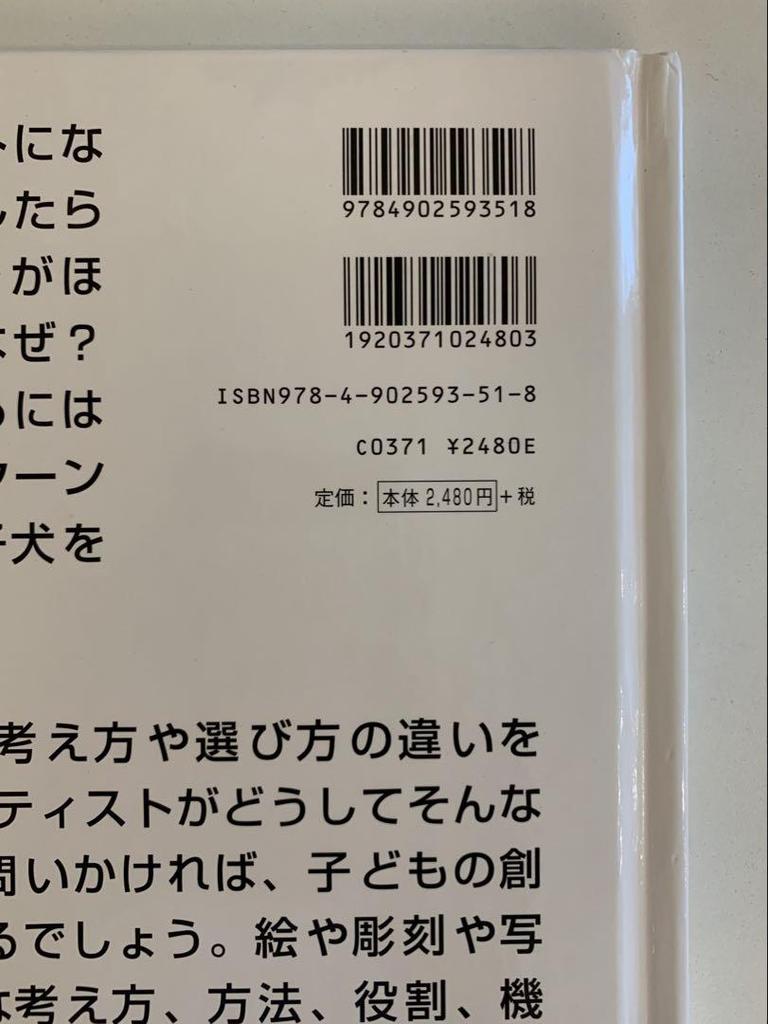 トにな
したら
がほ
なぜ？
るには
ターン
子犬を
9784902593518
1920371024803
ISBN978-4-902593-51-8
C0371 ¥2480E
定価：本体 2,480円+税
考え方や選び方の違いを
ティストがどうしてそんな
問いかければ、子どもの創
るでしょう。絵や彫刻や写
な考え方、方法、役割、機